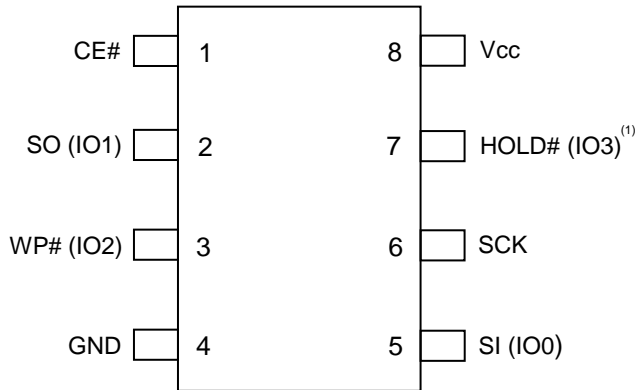 CE# 1 8 Vcc
SO (IO1) 2 7 HOLD# (IO3)(1)
WP# (IO2) 3 6 SCK
GND 4 5 SI (IO0)